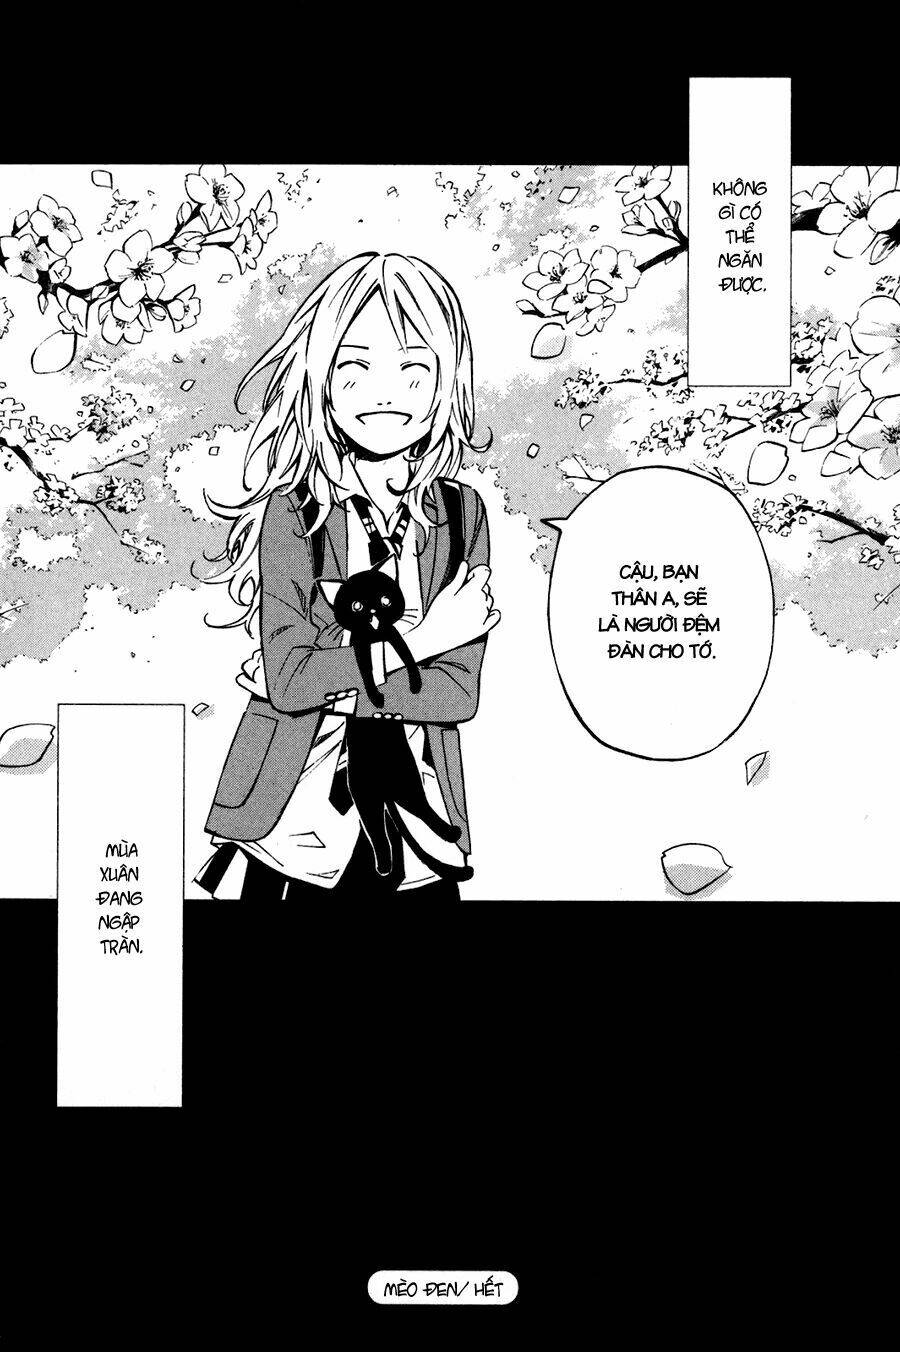 KHÔNG
GÌ CÓ
THỂ
NGĂN
ĐƯỢC.
CẬU, BẠN
THÂN A, SẼ
LÀ NGƯỜI ĐỆM
ĐÀN CHO TỚ.
MÙA
XUÂN
ĐANG
NGẬP
TRÀN.
MÈO ĐEN/ HẾT